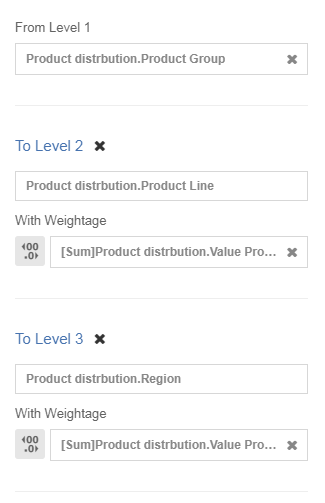 From Level 1
Product distrbution.Product Group
To Level 2
Product distrbution.Product Line
With Weightage
00
.0
[Sum]Product distrbution.Value Pro...
To Level 3
Product distrbution.Region
With Weightage
00
.0
[Sum]Product distrbution.Value Pro...